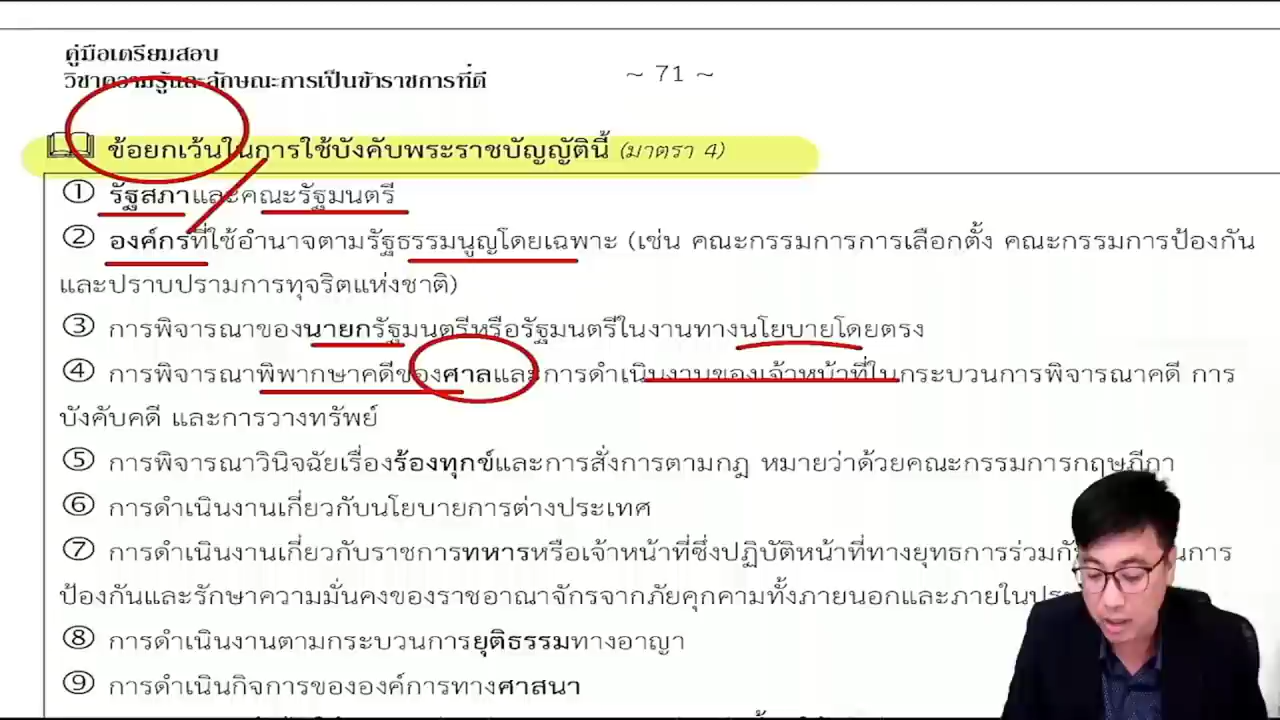 คู่มือเตรียมสอบ
วิชาความรู้และลักษณะการเป็นข้าราชการที่ดี
~ 71 ~
ข้อยกเว้นในการใช้บังคับพระราชบัญญัตินี้ (มาตรา 4)
① รัฐสภาและคณะรัฐมนตรี
② องค์กรที่ใช้อำนาจตามรัฐธรรมนูญโดยเฉพาะ (เช่น คณะกรรมการการเลือกตั้ง คณะกรรมการป้องกัน
และปราบปรามการทุจริตแห่งชาติ)
③ การพิจารณาของนายกรัฐมนตรีหรือรัฐมนตรีในงานทางนโยบายโดยตรง
④ การพิจารณาพิพากษาคดีของศาลและการดำเนินงานของเจ้าหน้าที่ในกระบวนการพิจารณาคดี การ
บังคับคดี และการวางทรัพย์
⑤ การพิจารณาวินิจฉัยเรื่องร้องทุกข์และการสั่งการตามกฎ หมายว่าด้วยคณะกรรมการกฤษฎีกา
⑥ การดำเนินงานเกี่ยวกับนโยบายการต่างประเทศ
⑦ การดำเนินงานเกี่ยวกับราชการทหารหรือเจ้าหน้าที่ซึ่งปฏิบัติหน้าที่ทางยุทธการร่วม
ป้องกันและรักษาความมั่นคงของราชอาณาจักรจากภัยคุกคามทั้งภายนอกและภายใน
⑧ การดำเนินงานตามกระบวนการยุติธรรมทางอาญา
⑨ การดำเนินกิจการขององค์การทางศาสนา